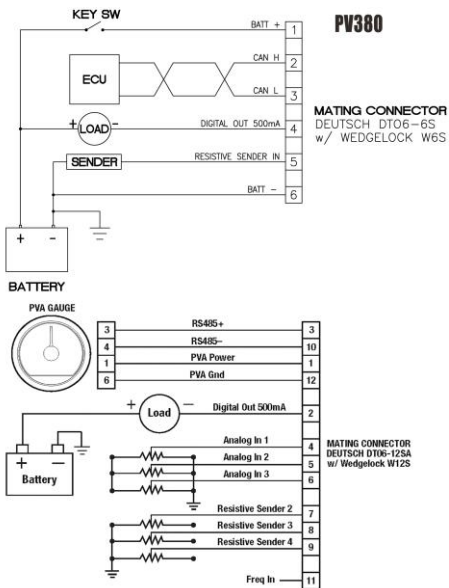 KEY SW
PV380
BATT +
1
CAN H
2
ECU
CAN L
3
MATING CONNECTOR
DEUTSCH DT06-6S
w/ WEDGELOCK W6S
+ LOAD -
DIGITAL OUT 500mA
4
SENDER
RESISTIVE SENDER IN
5
BATT -
6
+ -
BATTERY
PVA GAUGE
3 RS485+ 3
4 RS485- 10
1 PVA Power 1
6 PVA Gnd 12
+ Load - Digital Out 500mA 2
+ -
Battery
Analog In 1 4
Analog In 2 5
Analog In 3 6
MATING CONNECTOR
DEUTSCH DT06-12SA
w/ Wedgelock W12S
Resistive Sender 2 7
Resistive Sender 3 8
Resistive Sender 4 9
Freq In 11